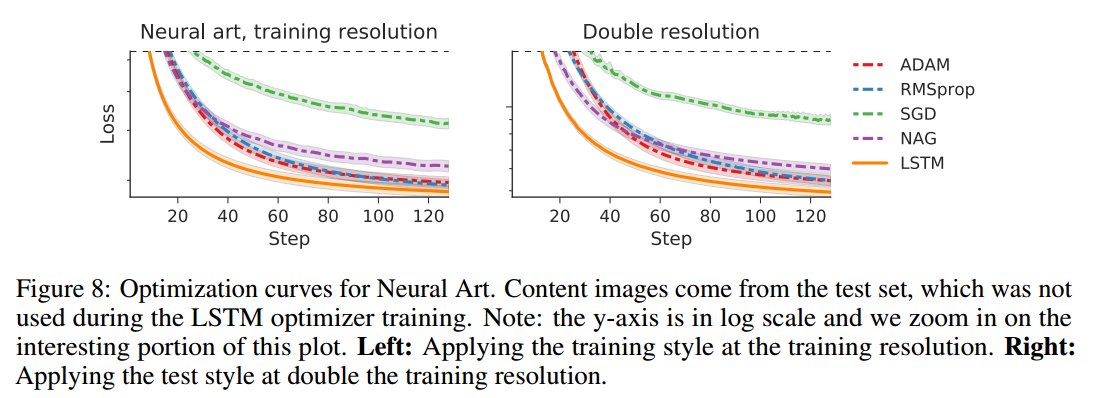 Neural art, training resolution
Double resolution
Loss
20 40 60 80 100 120
20 40 60 80 100 120
Step
Step
ADAM
RMSprop
SGD
NAG
LSTM
Figure 8: Optimization curves for Neural Art. Content images come from the test set, which was not
used during the LSTM optimizer training. Note: the y-axis is in log scale and we zoom in on the
interesting portion of this plot. Left: Applying the training style at the training resolution. Right:
Applying the test style at double the training resolution.